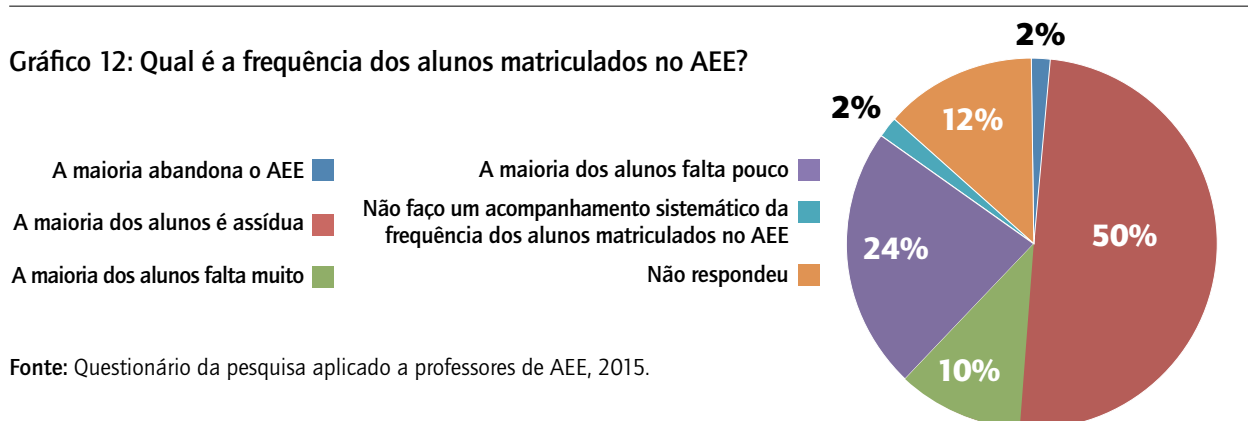 Gráfico 12: Qual é a frequência dos alunos matriculados no AEE?
A maioria abandona o AEE
A maioria dos alunos é assídua
A maioria dos alunos falta muito
A maioria dos alunos falta pouco
Não faço um acompanhamento sistemático da
frequência dos alunos matriculados no AEE
Não respondeu
2%
50%
10%
24%
2%
12%
Fonte: Questionário da pesquisa aplicado a professores de AEE, 2015.